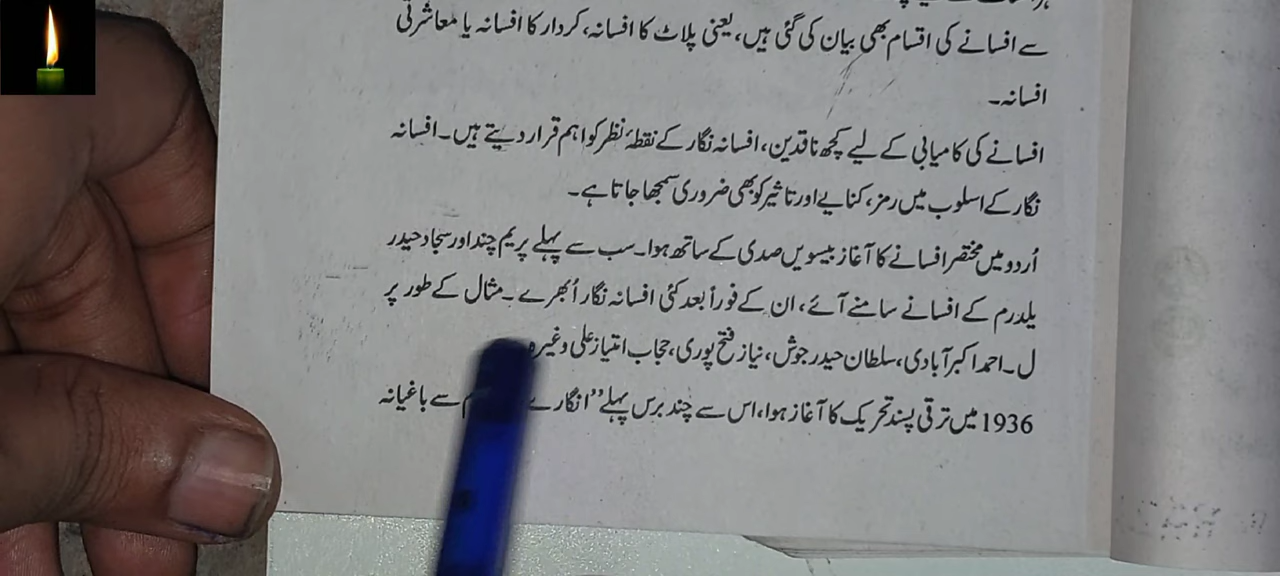 سے افسانے کی اقسام بھی بیان کی گئی ہیں، یعنی پلاٹ کا افسانہ، کردار کا افسانہ یا معاشرتی
افسانہ۔
افسانے کی کامیابی کے لیے کچھ ناقدین، افسانہ نگار کے نقطۂ نظر کو اہم قرار دیتے ہیں۔ افسانہ
نگار کے اسلوب میں رمز، کنایے اور تاثیر کو بھی ضروری سمجھا جاتا ہے۔
اُردو میں مختصر افسانے کا آغاز بیسویں صدی کے ساتھ ہوا۔ سب سے پہلے پریم چند اور سجاد حیدر
یلدرم کے افسانے سامنے آئے، ان کے فوراً بعد کئی افسانہ نگار اُبھرے۔ مثال کے طور پر
ل۔ احمد اکبر آبادی، سلطان حیدر جوش، نیاز فتح پوری، حجاب امتیاز علی وغیرہ
1936 میں ترقی پسند تحریک کا آغاز ہوا، اس سے چند برس پہلے ”انگارے سے باغیانہ